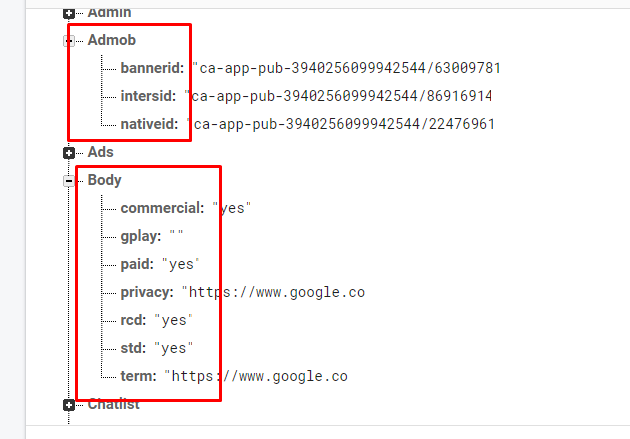 Admin
Admob
bannerid: "ca-app-pub-3940256099942544/63009781
intersid: "ca-app-pub-3940256099942544/86916914
nativeid: "ca-app-pub-3940256099942544/22476961
Ads
Body
commercial: "yes"
gplay: ""
paid: "yes"
privacy: "https://www.google.co
rcd: "yes"
std: "yes"
term: "https://www.google.co
Chatlist